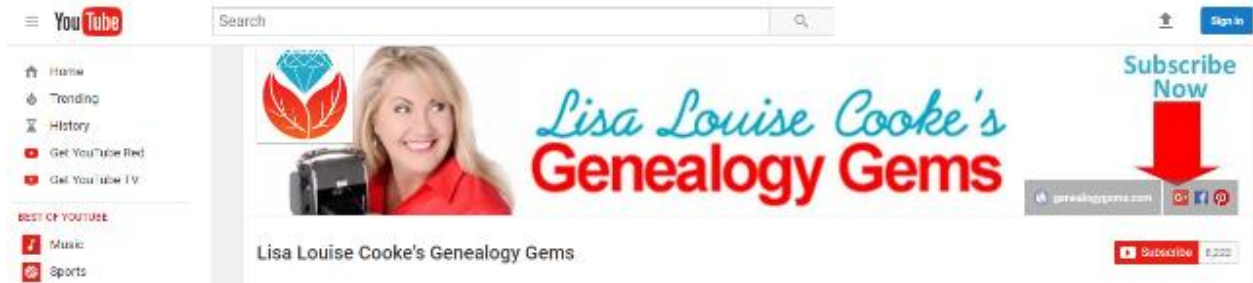 YouTube
Search
Sign in
Home
Trending
History
Get YouTube Red
Get YouTube TV
BEST OF YOUTUBE
Music
Sports
Lisa Louise Cooke's
Genealogy Gems
Subscribe
Now
genealogygems.com
G+
Lisa Louise Cooke's Genealogy Gems
Subscribe